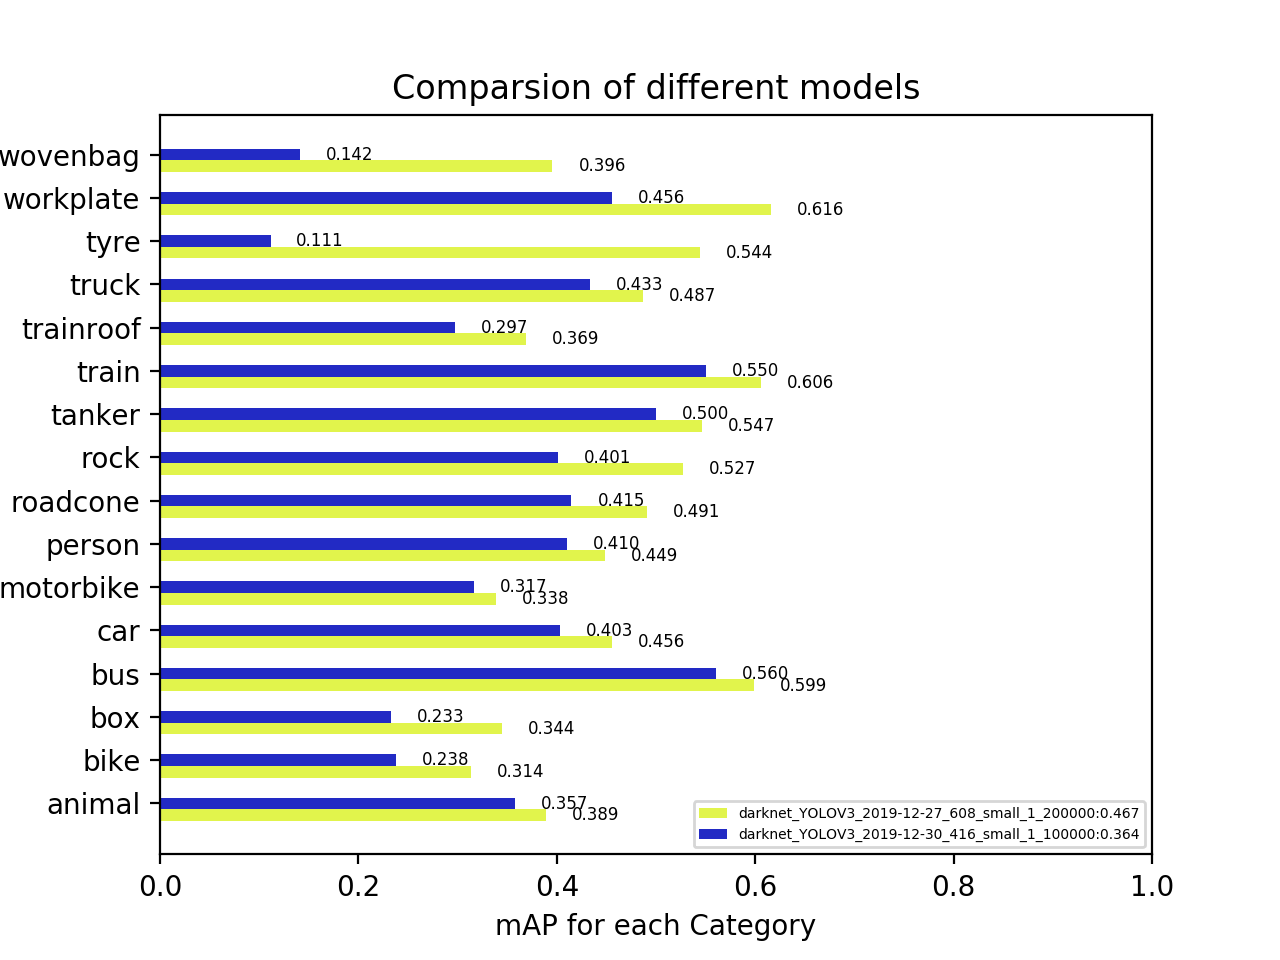 Comparsion of different models
wovenbag
0.142
0.396
workplate
0.456
0.616
tyre
0.111
0.544
truck
0.433
0.487
trainroof
0.297
0.369
train
0.550
0.606
tanker
0.500
0.547
rock
0.401
0.527
roadcone
0.415
0.491
person
0.410
0.449
motorbike
0.317
0.338
car
0.403
0.456
bus
0.560
0.599
box
0.233
0.344
bike
0.238
0.314
animal
0.357
0.389
darknet_YOLOV3_2019-12-27_608_small_1_200000:0.467
darknet_YOLOV3_2019-12-30_416_small_1_100000:0.364
0.0 0.2 0.4 0.6 0.8 1.0
mAP for each Category